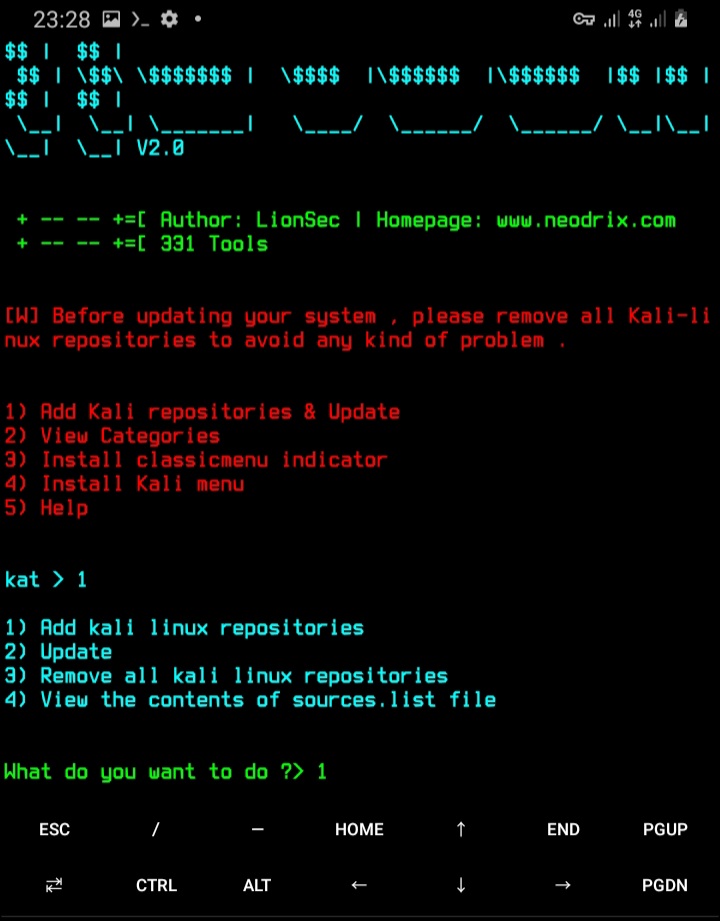 23:28
4G
$$ |  $$ |
 $$ | \$$\ \$$$$$$$ |  \$$$$  |\$$$$$$  |\$$$$$$  |$$ |$$ |
$$ |  $$ |
 \__|  \__| \_______|   \____/  \______/  \______/ \__|\__|
\__|  \__| V2.0
 + -- -- +=[ Author: LionSec | Homepage: www.neodrix.com
 + -- -- +=[ 331 Tools
[W] Before updating your system , please remove all Kali-li
nux repositories to avoid any kind of problem .
1) Add Kali repositories & Update
2) View Categories
3) Install classicmenu indicator
4) Install Kali menu
5) Help
kat > 1
1) Add kali linux repositories
2) Update
3) Remove all kali linux repositories
4) View the contents of sources.list file
What do you want to do ?> 1
ESC / — HOME ↑ END PGUP
CTRL ALT ← ↓ → PGDN